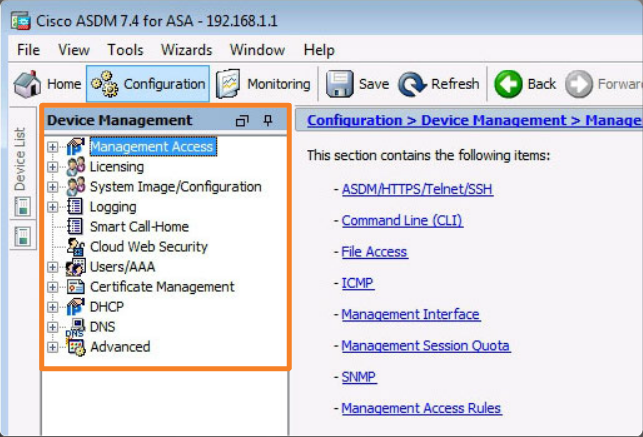 Cisco ASDM 7.4 for ASA - 192.168.1.1
File View Tools Wizards Window Help
Home Configuration Monitoring Save Refresh Back Forwar
Device List
Device Management
Management Access
Licensing
System Image/Configuration
Logging
Smart Call-Home
Cloud Web Security
Users/AAA
Certificate Management
DHCP
DNS
DNS
Advanced
Configuration > Device Management > Manage
This section contains the following items:
- ASDM/HTTPS/Telnet/SSH
- Command Line (CLI)
- File Access
- ICMP
- Management Interface
- Management Session Quota
- SNMP
- Management Access Rules